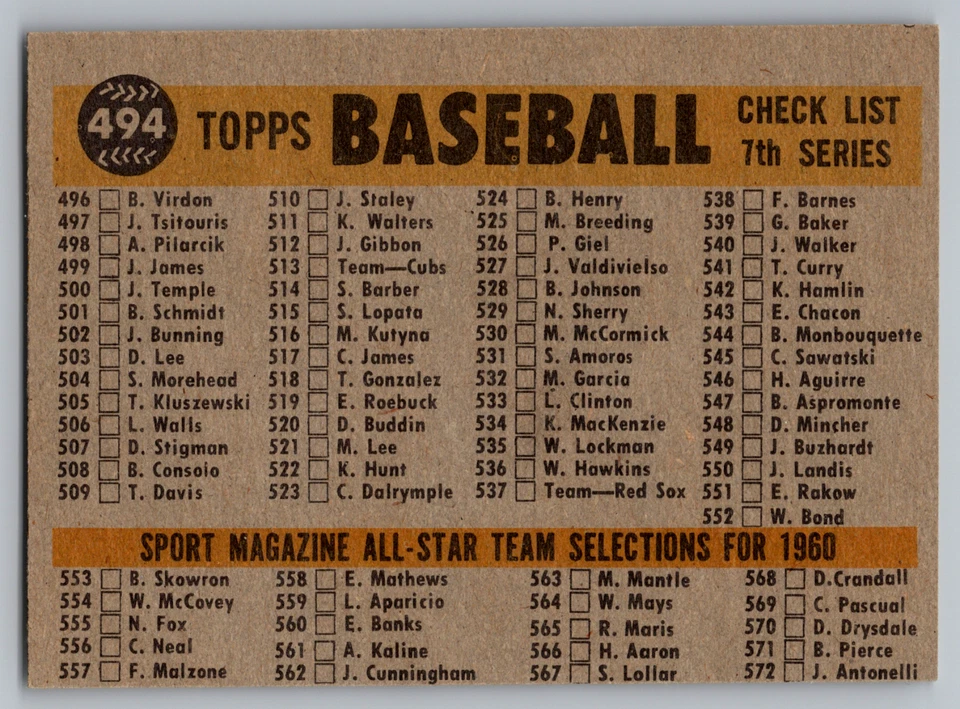 494 TOPPS BASEBALL CHECK LIST
7th SERIES
496 B. Virdon
497 J. Tsitouris
498 A. Pilarcik
499 J. James
500 J. Temple
501 B. Schmidt
502 J. Bunning
503 D. Lee
504 S. Morehead
505 T. Kluszewski
506 L. Walls
507 D. Stigman
508 B. Consolo
509 T. Davis
510 J. Staley
511 K. Walters
512 J. Gibbon
513 Team—Cubs
514 S. Barber
515 S. Lopata
516 M. Kutyna
517 C. James
518 T. Gonzalez
519 E. Roebuck
520 D. Buddin
521 M. Lee
522 K. Hunt
523 C. Dalrymple
524 B. Henry
525 M. Breeding
526 P. Giel
527 J. Valdivielso
528 B. Johnson
529 N. Sherry
530 M. McCormick
531 S. Amoros
532 M. Garcia
533 L. Clinton
534 K. MacKenzie
535 W. Lockman
536 W. Hawkins
537 Team—Red Sox
538 F. Barnes
539 G. Baker
540 J. Walker
541 T. Curry
542 K. Hamlin
543 E. Chacon
544 B. Monbouquette
545 C. Sawatski
546 H. Aguirre
547 B. Aspromonte
548 D. Mincher
549 J. Buzhardt
550 J. Landis
551 E. Rakow
552 W. Bond
SPORT MAGAZINE ALL-STAR TEAM SELECTIONS FOR 1960
553 B. Skowron
554 W. McCovey
555 N. Fox
556 C. Neal
557 F. Malzone
558 E. Mathews
559 L. Aparicio
560 E. Banks
561 A. Kaline
562 J. Cunningham
563 M. Mantle
564 W. Mays
565 R. Maris
566 H. Aaron
567 S. Lollar
568 D.Crandall
569 C. Pascual
570 D. Drysdale
571 B. Pierce
572 J. Antonelli